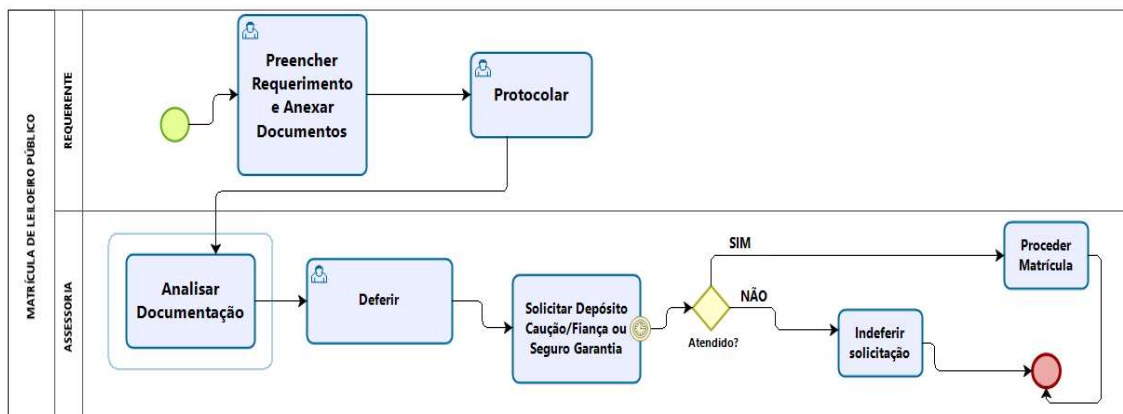 MATRÍCULA DE LEILOEIRO PÚBLICO
REQUERENTE
Preencher
Requerimento
e Anexar
Documentos
Protocolar
ASSESSORIA
Analisar
Documentação
Deferir
Solicitar Depósito
Caução/Fiança ou
Seguro Garantia
Atendido?
SIM
NÃO
Proceder
Matrícula
Indeferir
solicitação